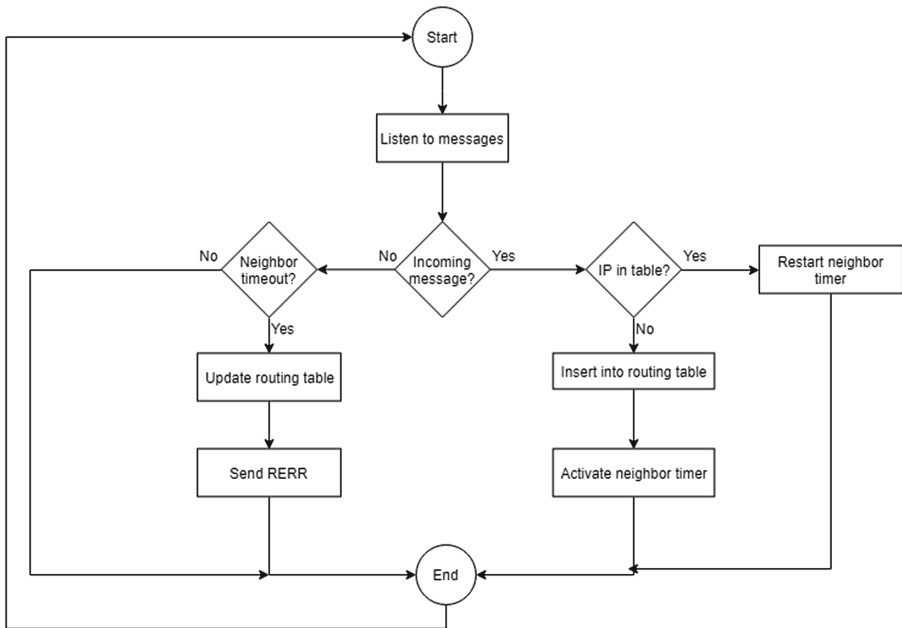 Start
Listen to messages
No
Neighbor
timeout?
No
Incoming
message?
Yes
IP in table?
Yes
Restart neighbor
timer
Yes
No
Update routing table
Insert into routing table
Send RERR
Activate neighbor timer
End